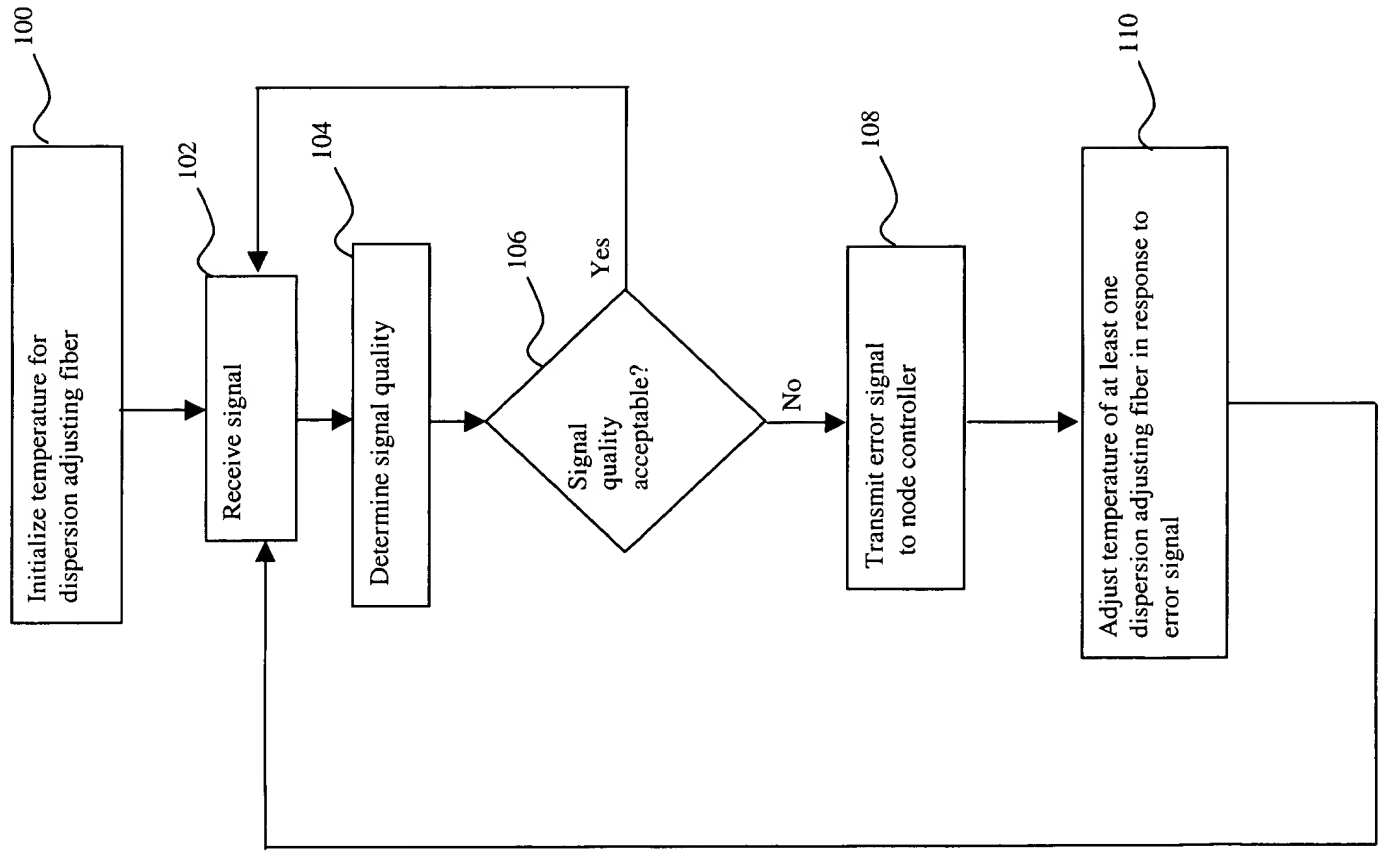 100
Initialize temperature for
dispersion adjusting fiber
102
Receive signal
104
Determine signal quality
106
Signal
quality
acceptable?
Yes
No
108
Transmit error signal
to node controller
110
Adjust temperature of at least one
dispersion adjusting fiber in response to
error signal